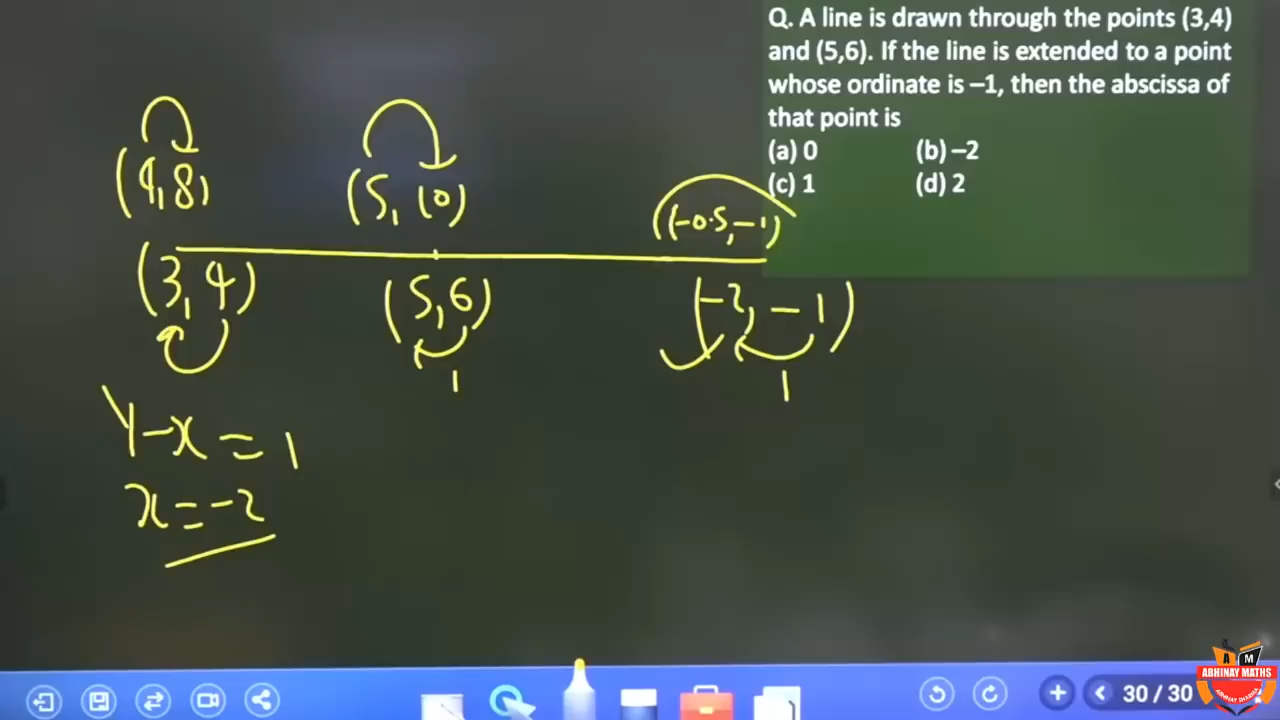 Q. A line is drawn through the points (3,4)
and (5,6). If the line is extended to a point
whose ordinate is –1, then the abscissa of
that point is
(a) 0 (b) –2
(c) 1 (d) 2
(4,8) (5, 10) (-0.5, -1)
(3, 4) (5, 6) (-2, -1)
1 1
y-x = 1
x = -2
30 / 30
A M
ABHINAY MATHS
ABHINAY SHARMA